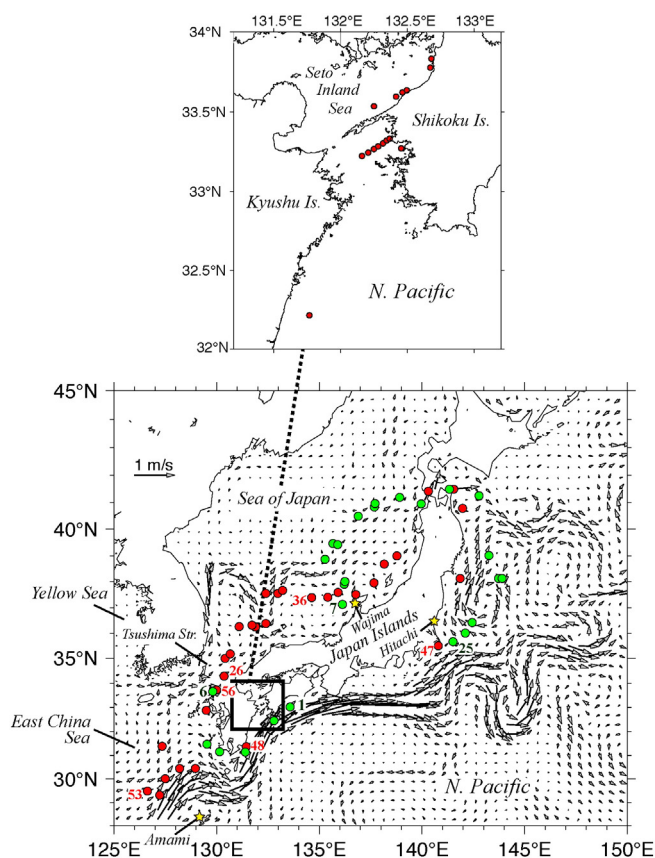 131.5°E 132°E 132.5°E 133°E
34°N
Seto
Inland
Sea
33.5°N
Shikoku Is.
33°N
Kyushu Is.
32.5°N
N. Pacific
32°N
45°N
1 m/s
Sea of Japan
40°N
Yellow Sea
36
7
Wajima
Japan Islands
Hitachi
Tsushima Str.
47
25
35°N
26
6
56
11
East China
Sea
48
30°N
53
N. Pacific
Amami
125°E 130°E 135°E 140°E 145°E 150°E